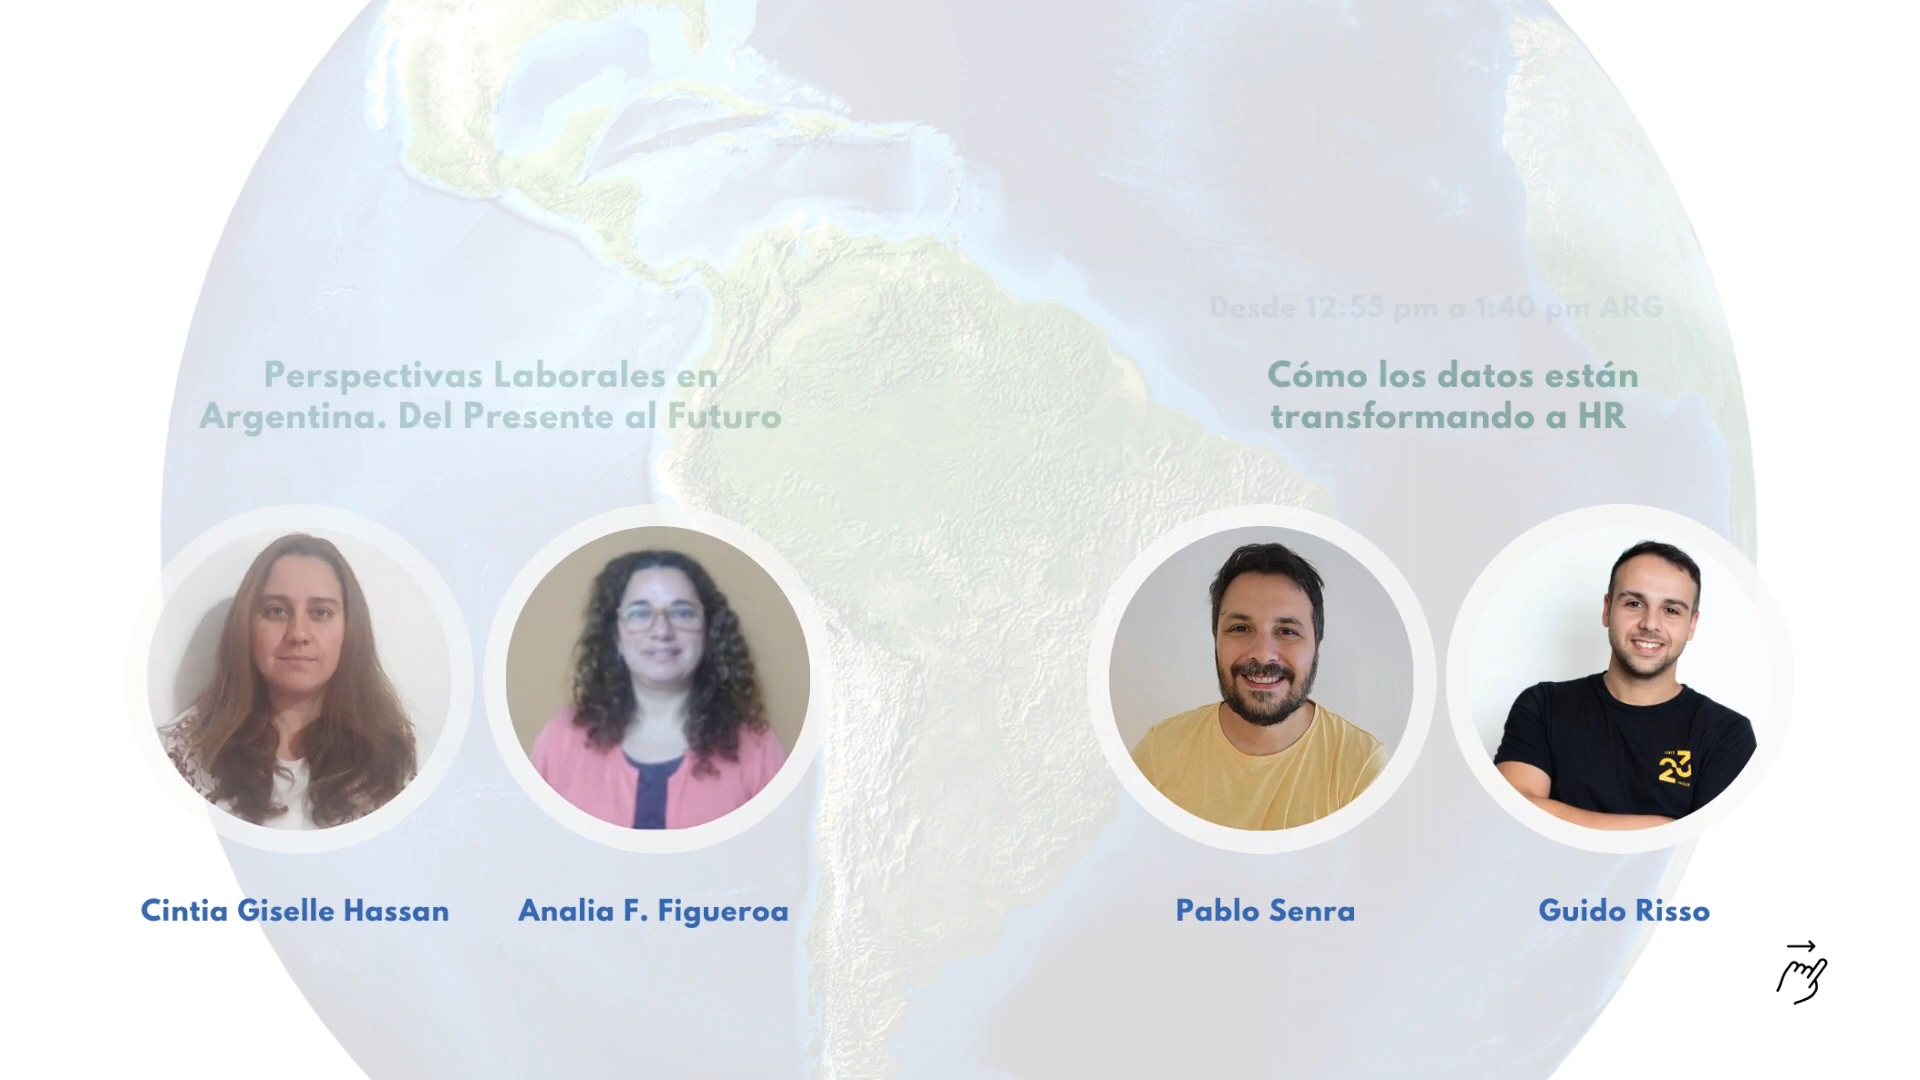 Desde 12:55 pm a 1:40 pm ARG
Perspectivas Laborales en
Argentina. Del Presente al Futuro
Cómo los datos están
transformando a HR
23
Cintia Giselle Hassan
Analia F. Figueroa
Pablo Senra
Guido Risso